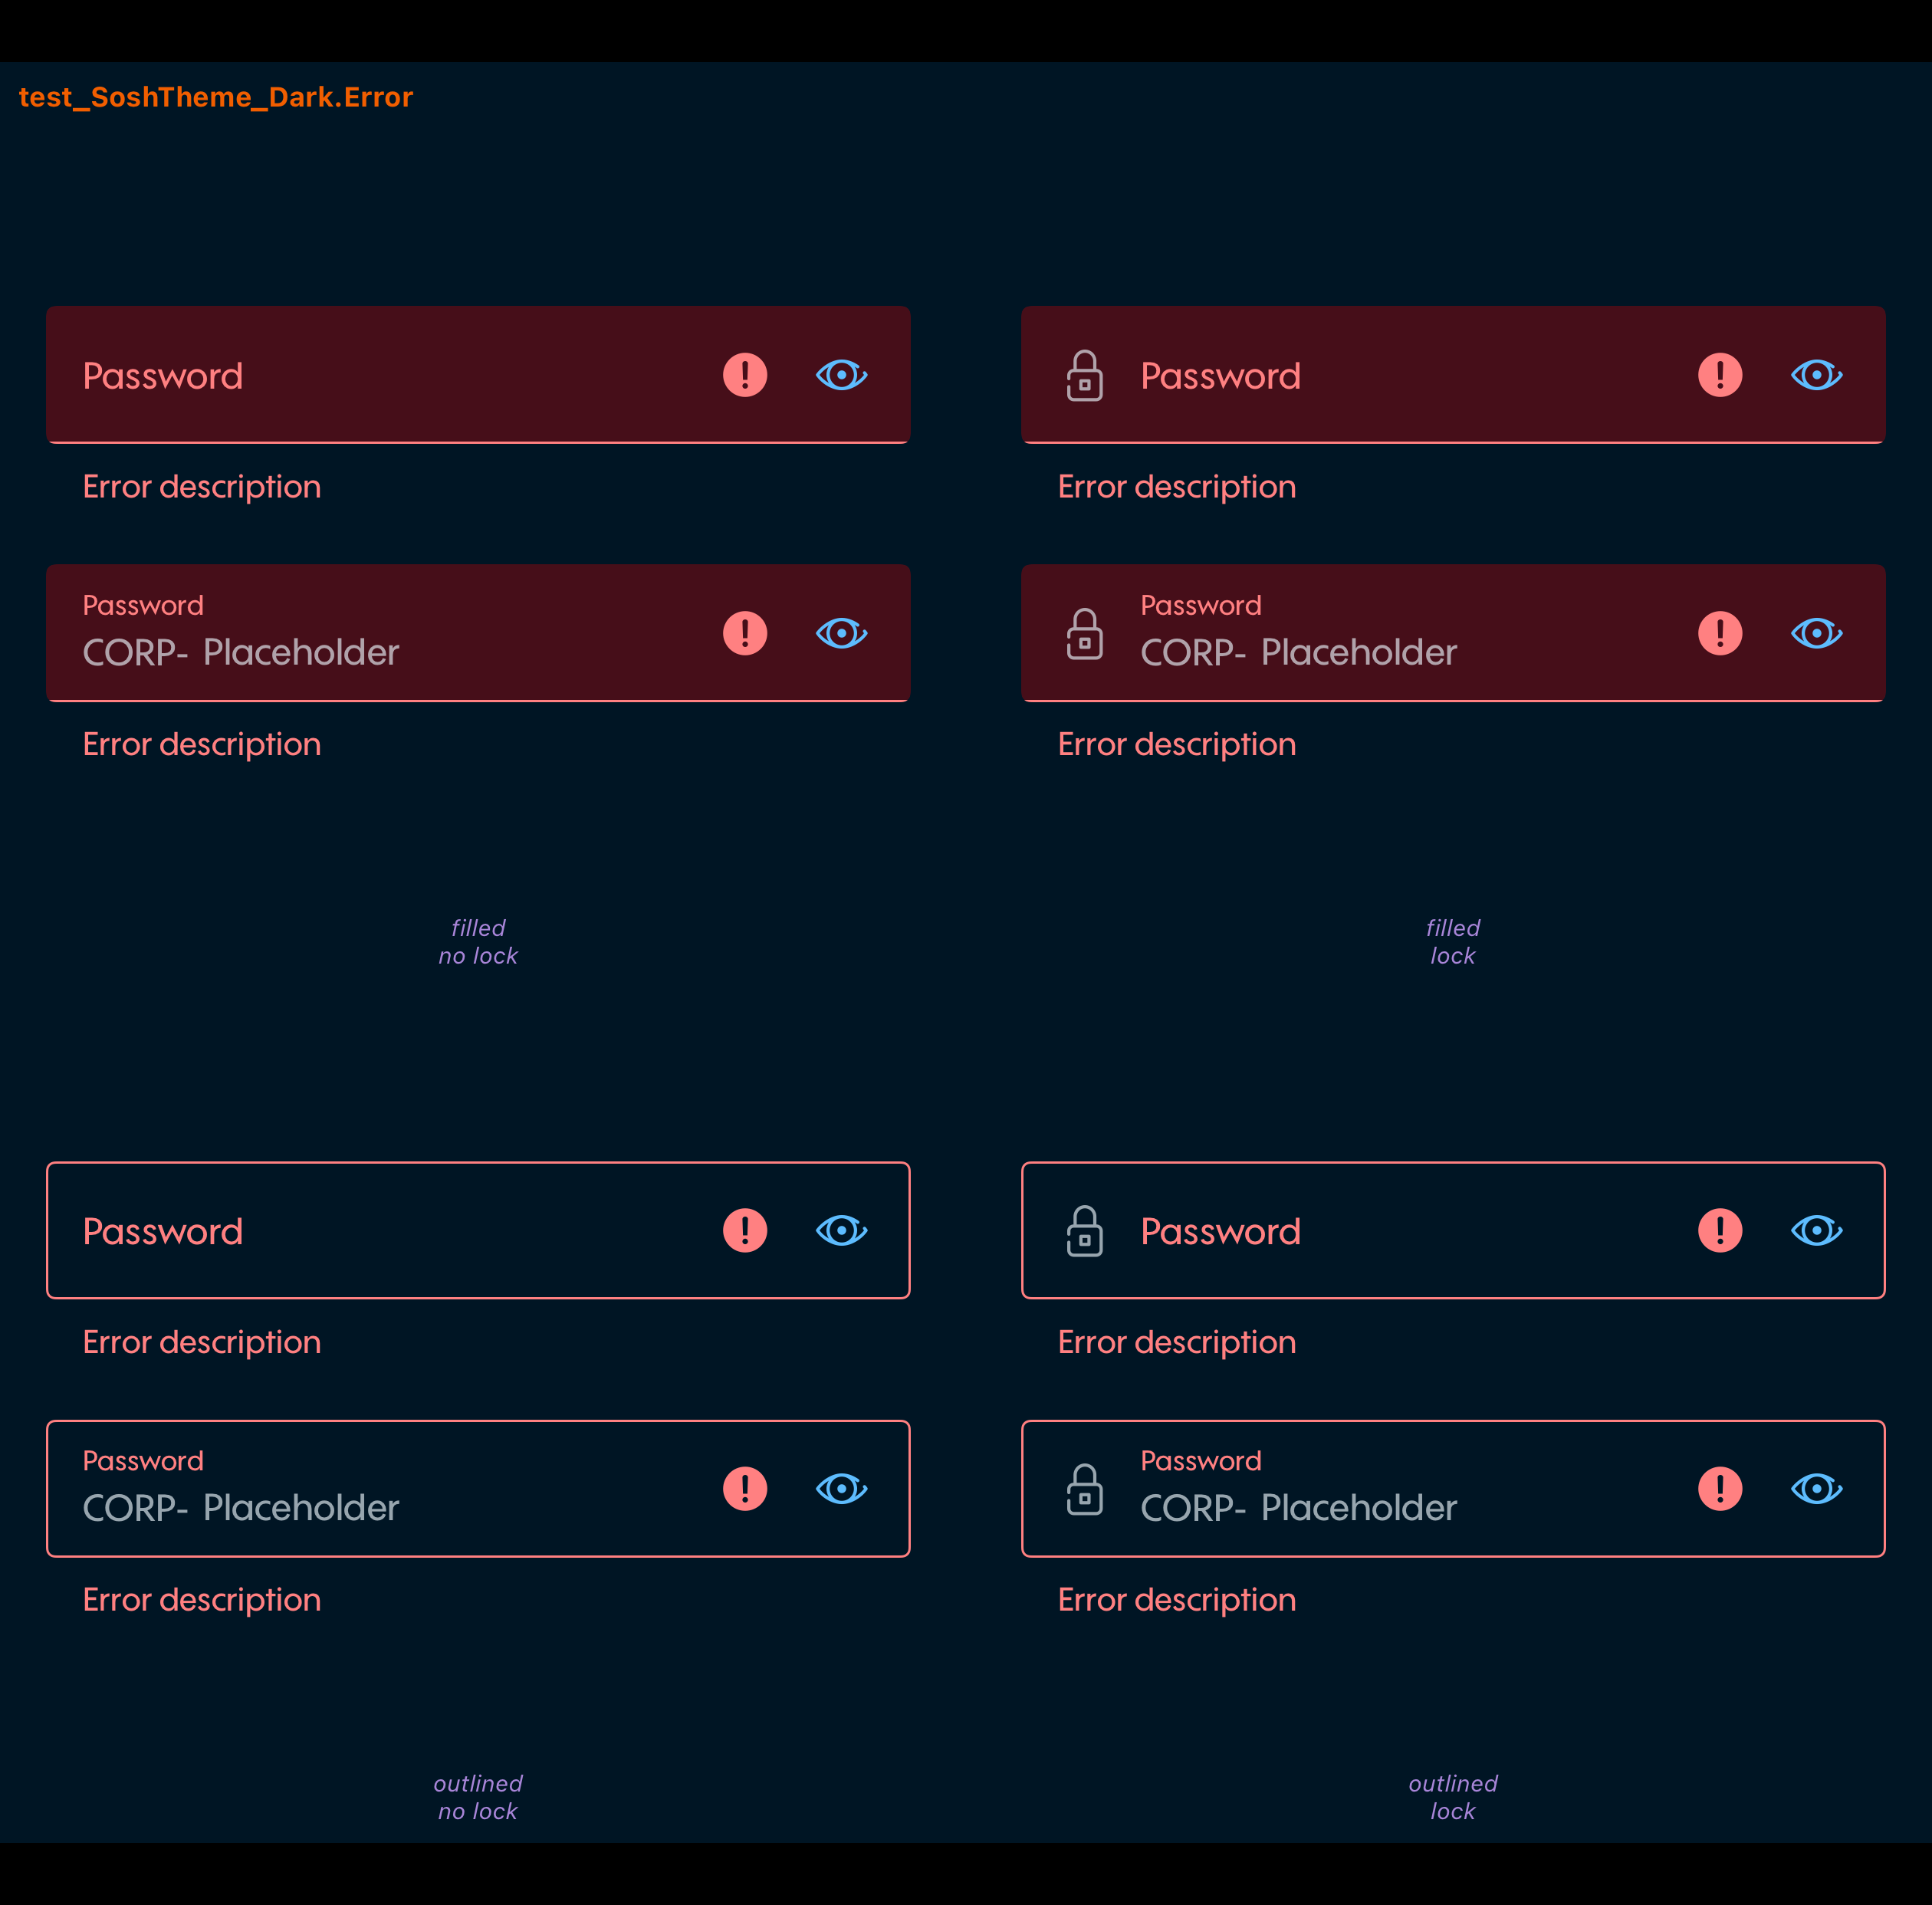 test_SoshTheme_Dark.Error
Password
Error description
Password
CORP- Placeholder
Error description
filled
no lock
Password
Error description
Password
CORP- Placeholder
Error description
filled
lock
Password
Error description
Password
CORP- Placeholder
Error description
outlined
no lock
Password
Error description
Password
CORP- Placeholder
Error description
outlined
lock